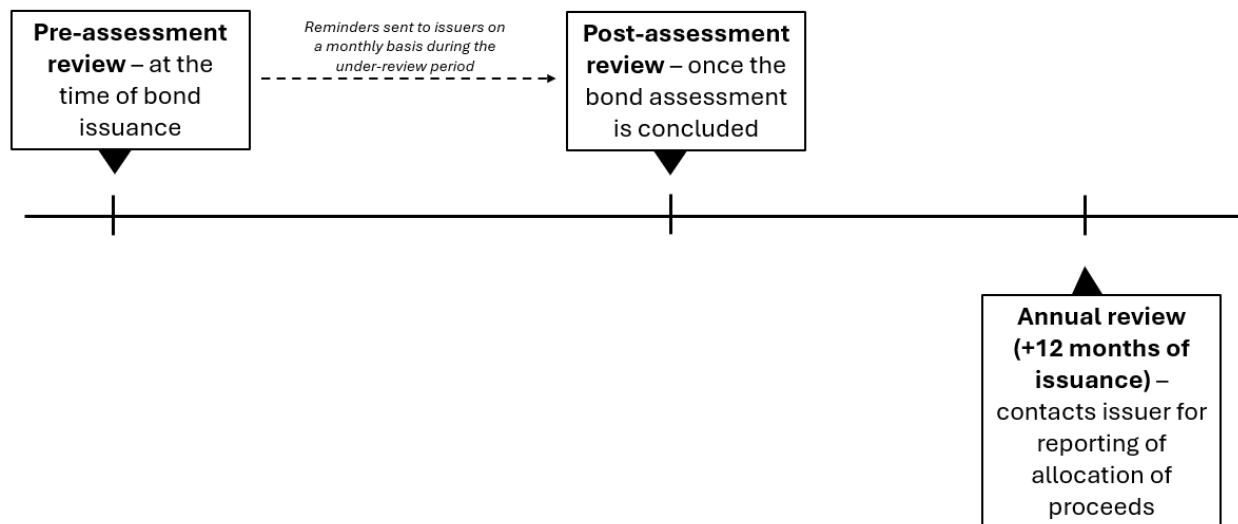 Pre-assessment
review – at the
time of bond
issuance
Reminders sent to issuers on
a monthly basis during the
under-review period
Post-assessment
review – once the
bond assessment
is concluded
Annual review
(+12 months of
issuance) –
contacts issuer for
reporting of
allocation of
proceeds